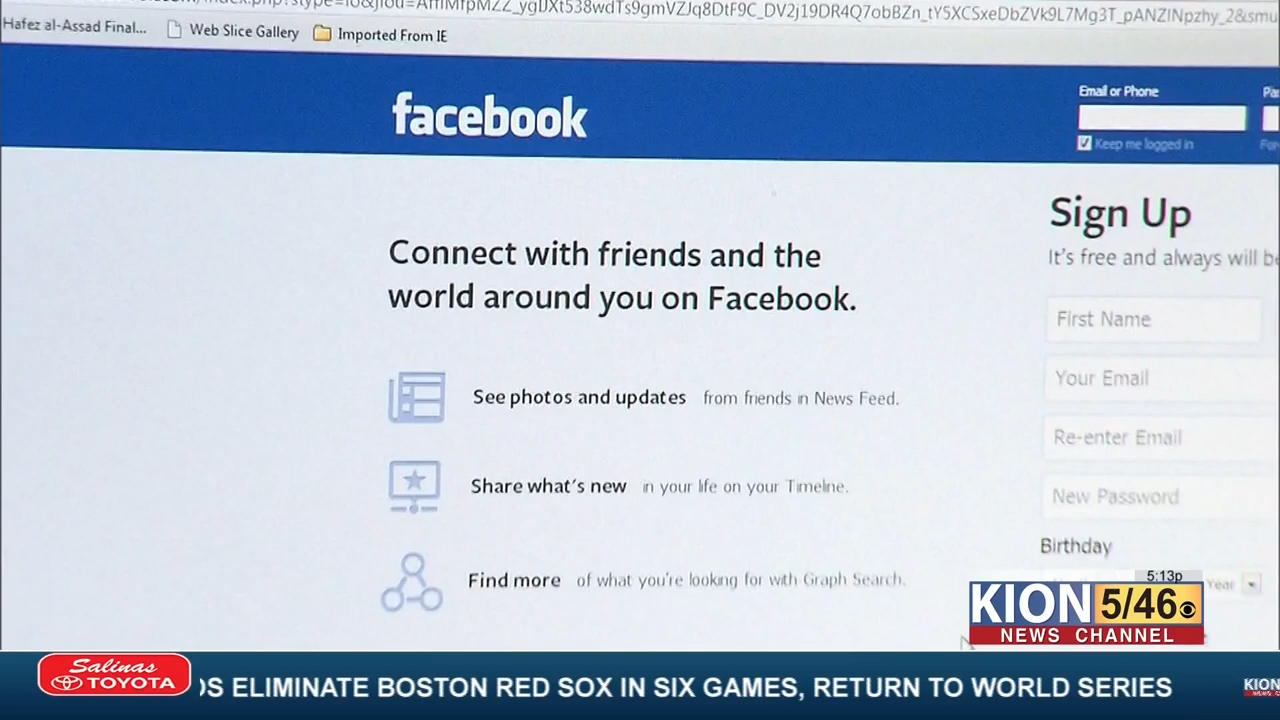 Hafez al-Assad Final...
Web Slice Gallery
Imported From IE
facebook
Email or Phone
Keep me logged in
Sign Up
Connect with friends and the
world around you on Facebook.
It's free and always will
First Name
Your Email
Re-enter Email
New Password
Birthday
Year
See photos and updates from friends in News Feed.
Share what's new in your life on your Timeline.
Find more of what you're looking for with Graph Search.
5:13p
KION 5/46
NEWS CHANNEL
Salinas
TOYOTA
OS ELIMINATE BOSTON RED SOX IN SIX GAMES, RETURN TO WORLD SERIES
KION